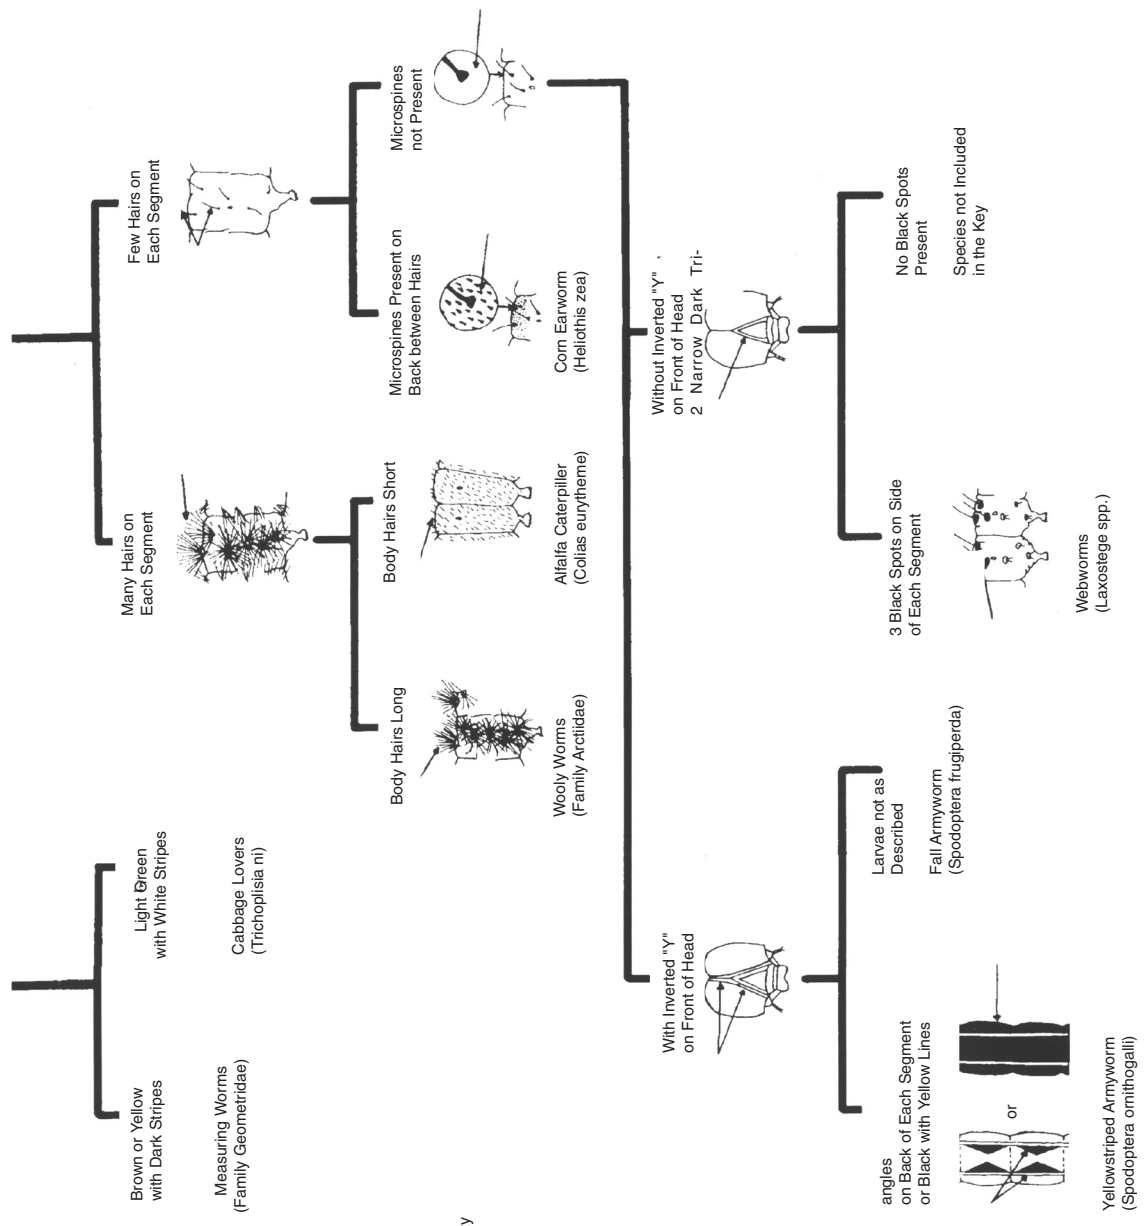 Brown or Yellow
with Dark Stripes
Light Green
with White Stripes
Many Hairs on
Each Segment
Few Hairs on
Each Segment
Measuring Worms
(Family Geometridae)
Cabbage Lovers
(Trichoplisia ni)
Body Hairs Long
Body Hairs Short
Microspines Present on
Back between Hairs
Microspines
not Present
y
Wooly Worms
(Family Arctiidae)
Alfalfa Caterpiller
(Colias eurytheme)
Corn Earworm
(Heliothis zea)
With Inverted "Y"
on Front of Head
Without Inverted "Y"
on Front of Head
2 Narrow Dark Tri-
angles
on Back of Each Segment
or Black with Yellow Lines
Larvae not as
Described
3 Black Spots on Side
of Each Segment
No Black Spots
Present
Fall Armyworm
(Spodoptera frugiperda)
Species not Included
in the Key
or
Yellowstriped Armyworm
(Spodoptera ornithogalli)
Webworms
(Laxostege spp.)